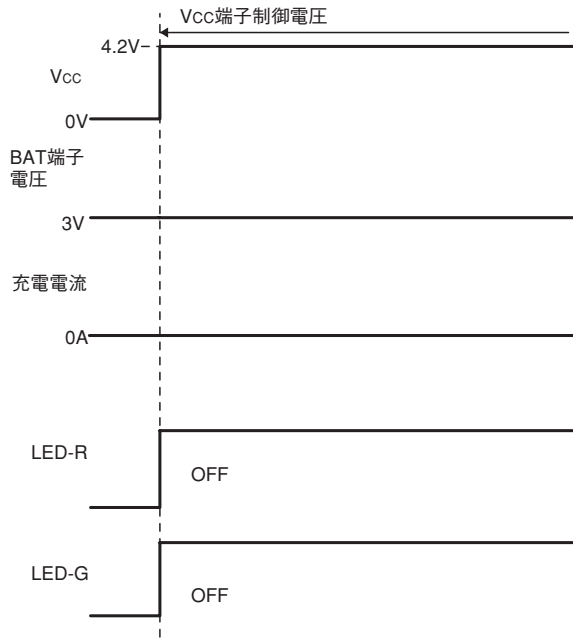 Vcc端子制御電圧
4.2V
Vcc
0V
BAT端子
電圧
3V
充電電流
0A
LED-R
OFF
LED-G
OFF